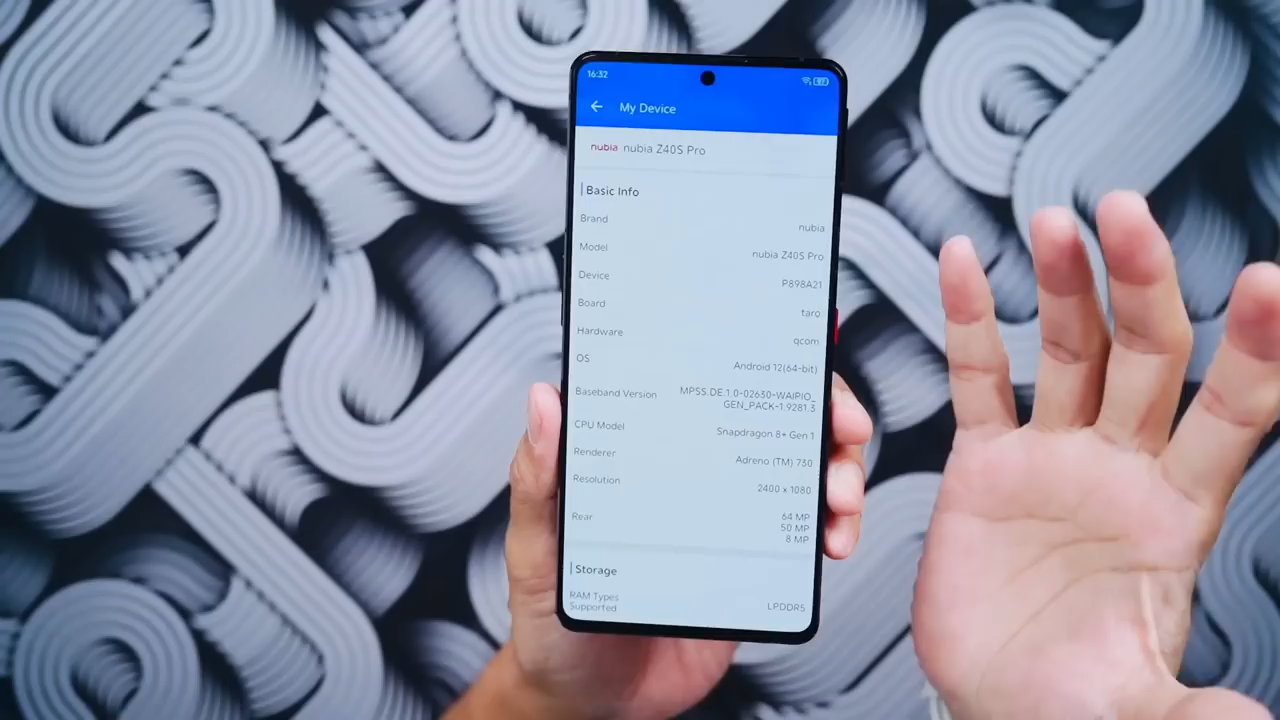 16:32
My Device
nubia nubia Z40S Pro
Basic Info
Brand nubia
Model nubia Z40S Pro
Device P898A21
Board taro
Hardware qcom
OS Android 12(64-bit)
Baseband Version MPSS.DE.1.0-02630-WAIPIO_
GEN_PACK-1.9281.3
CPU Model Snapdragon 8+ Gen 1
Renderer Adreno (TM) 730
Resolution 2400 x 1080
Rear 64 MP
50 MP
8 MP
Storage
RAM Types
Supported LPDDR5